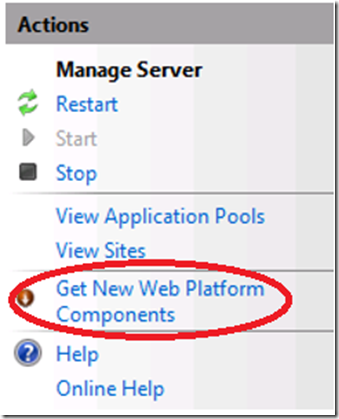 Actions
Manage Server
Restart
Start
Stop
View Application Pools
View Sites
Get New Web Platform
Components
Help
Online Help